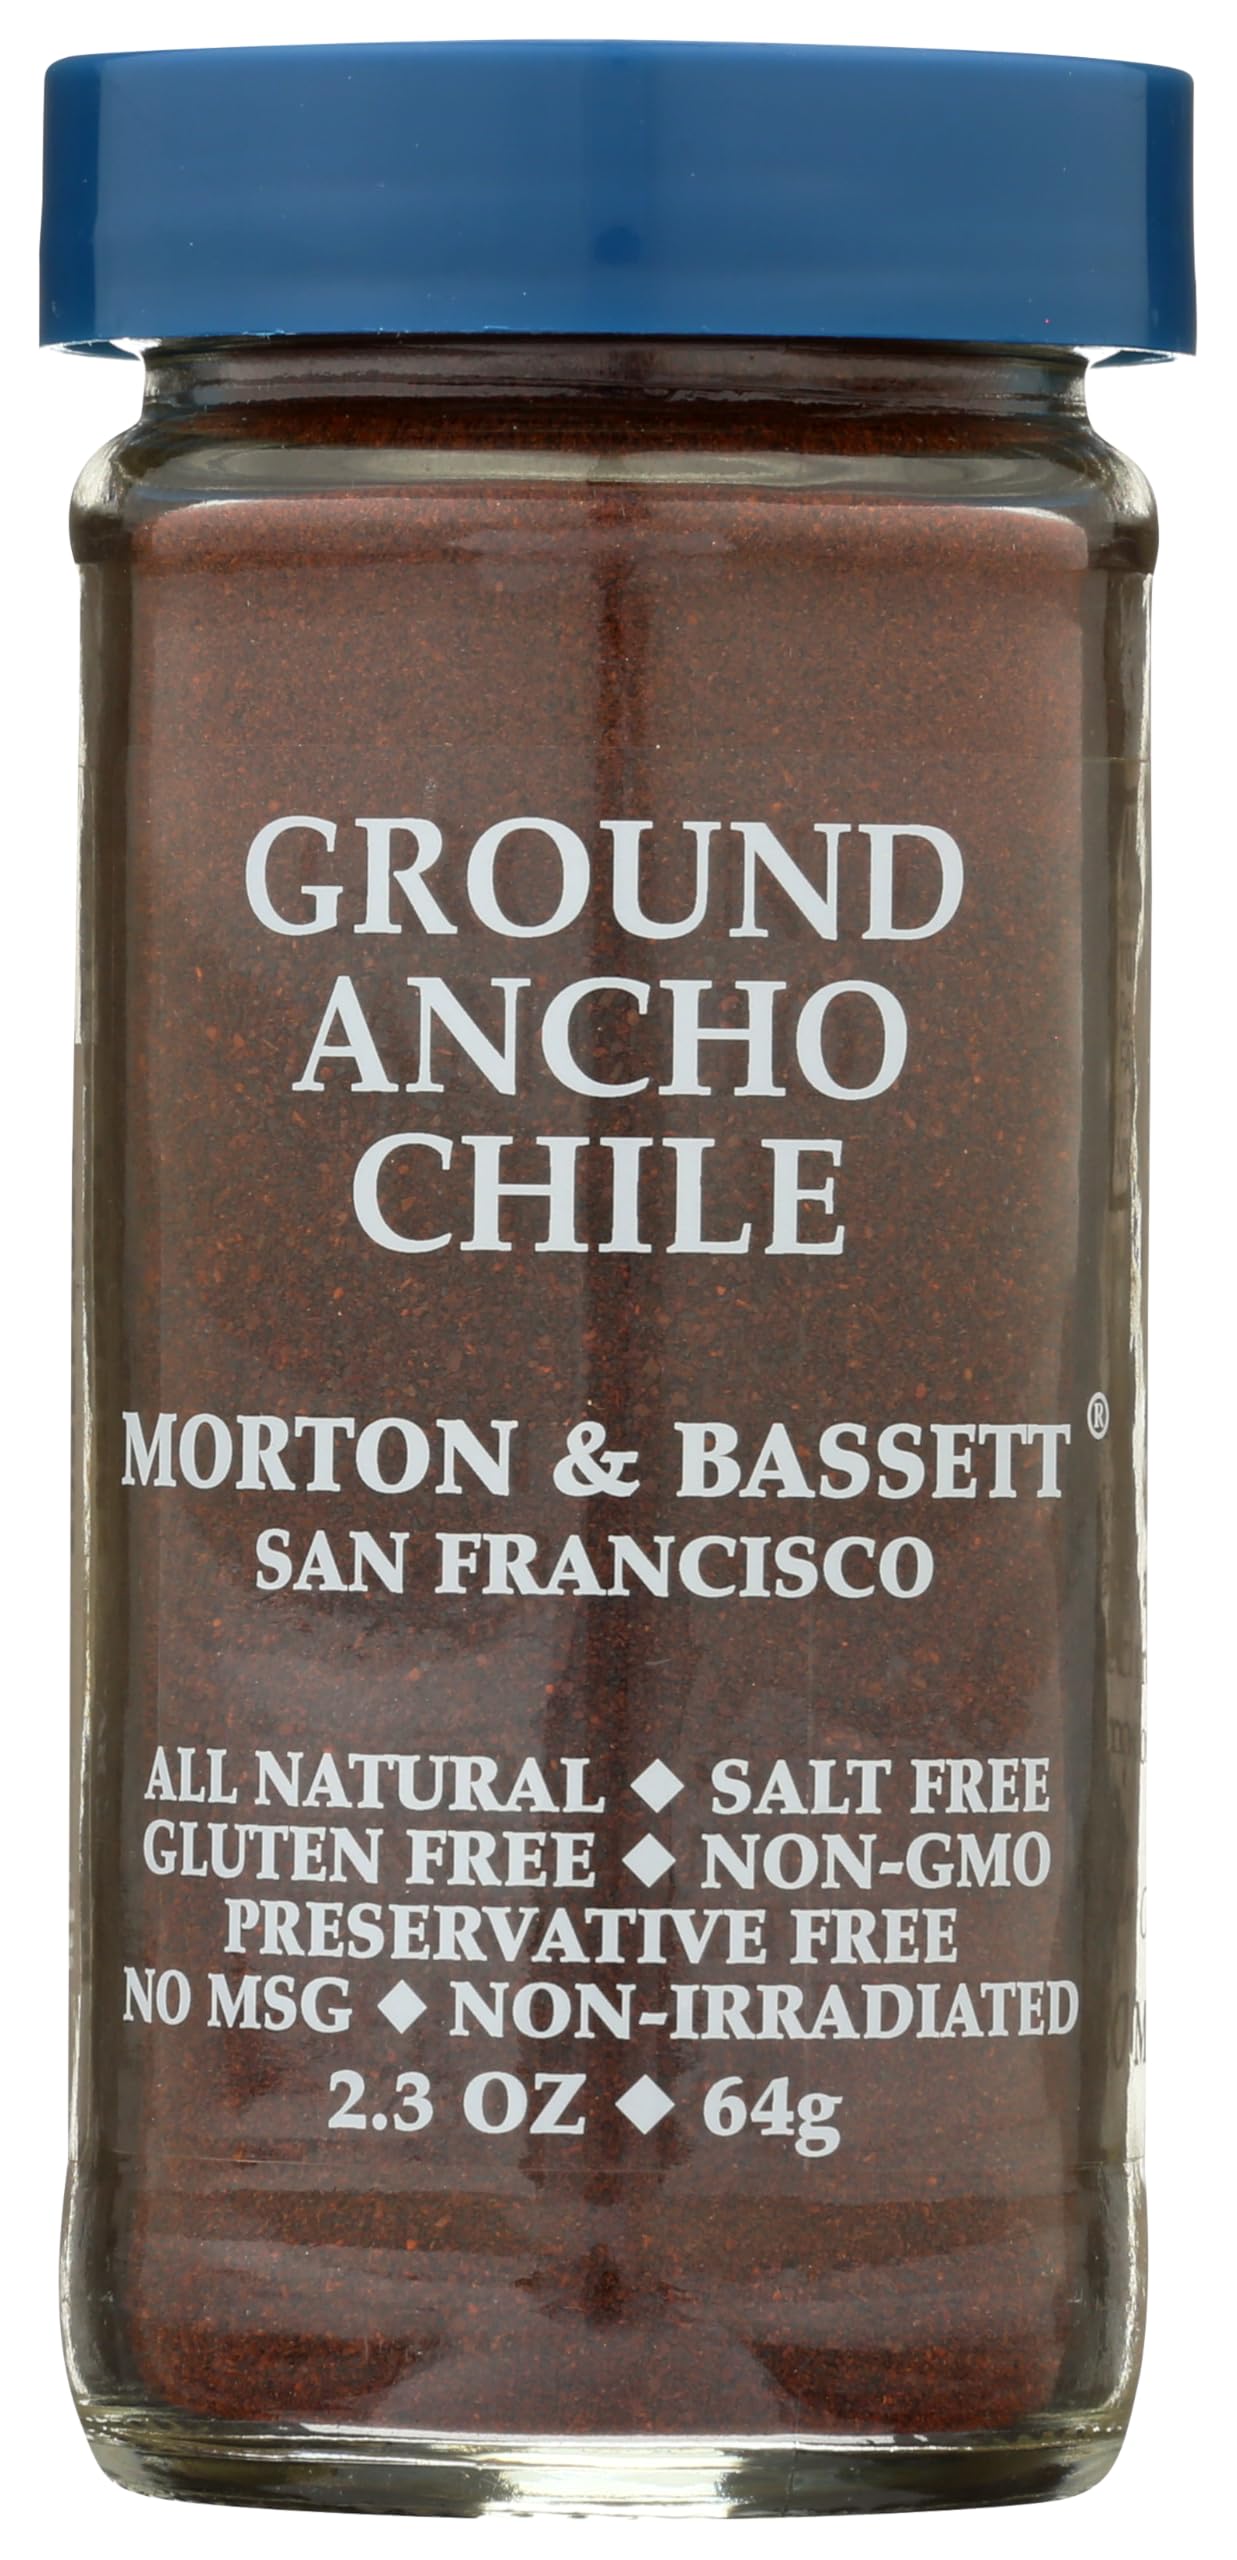 GROUND
ANCHO
CHILE
MORTON & BASSETT®
SAN FRANCISCO
ALL NATURAL ◆ SALT FREE
GLUTEN FREE ◆ NON-GMO
PRESERVATIVE FREE
NO MSG ◆ NON-IRRADIATED
2.3 OZ ◆ 64g